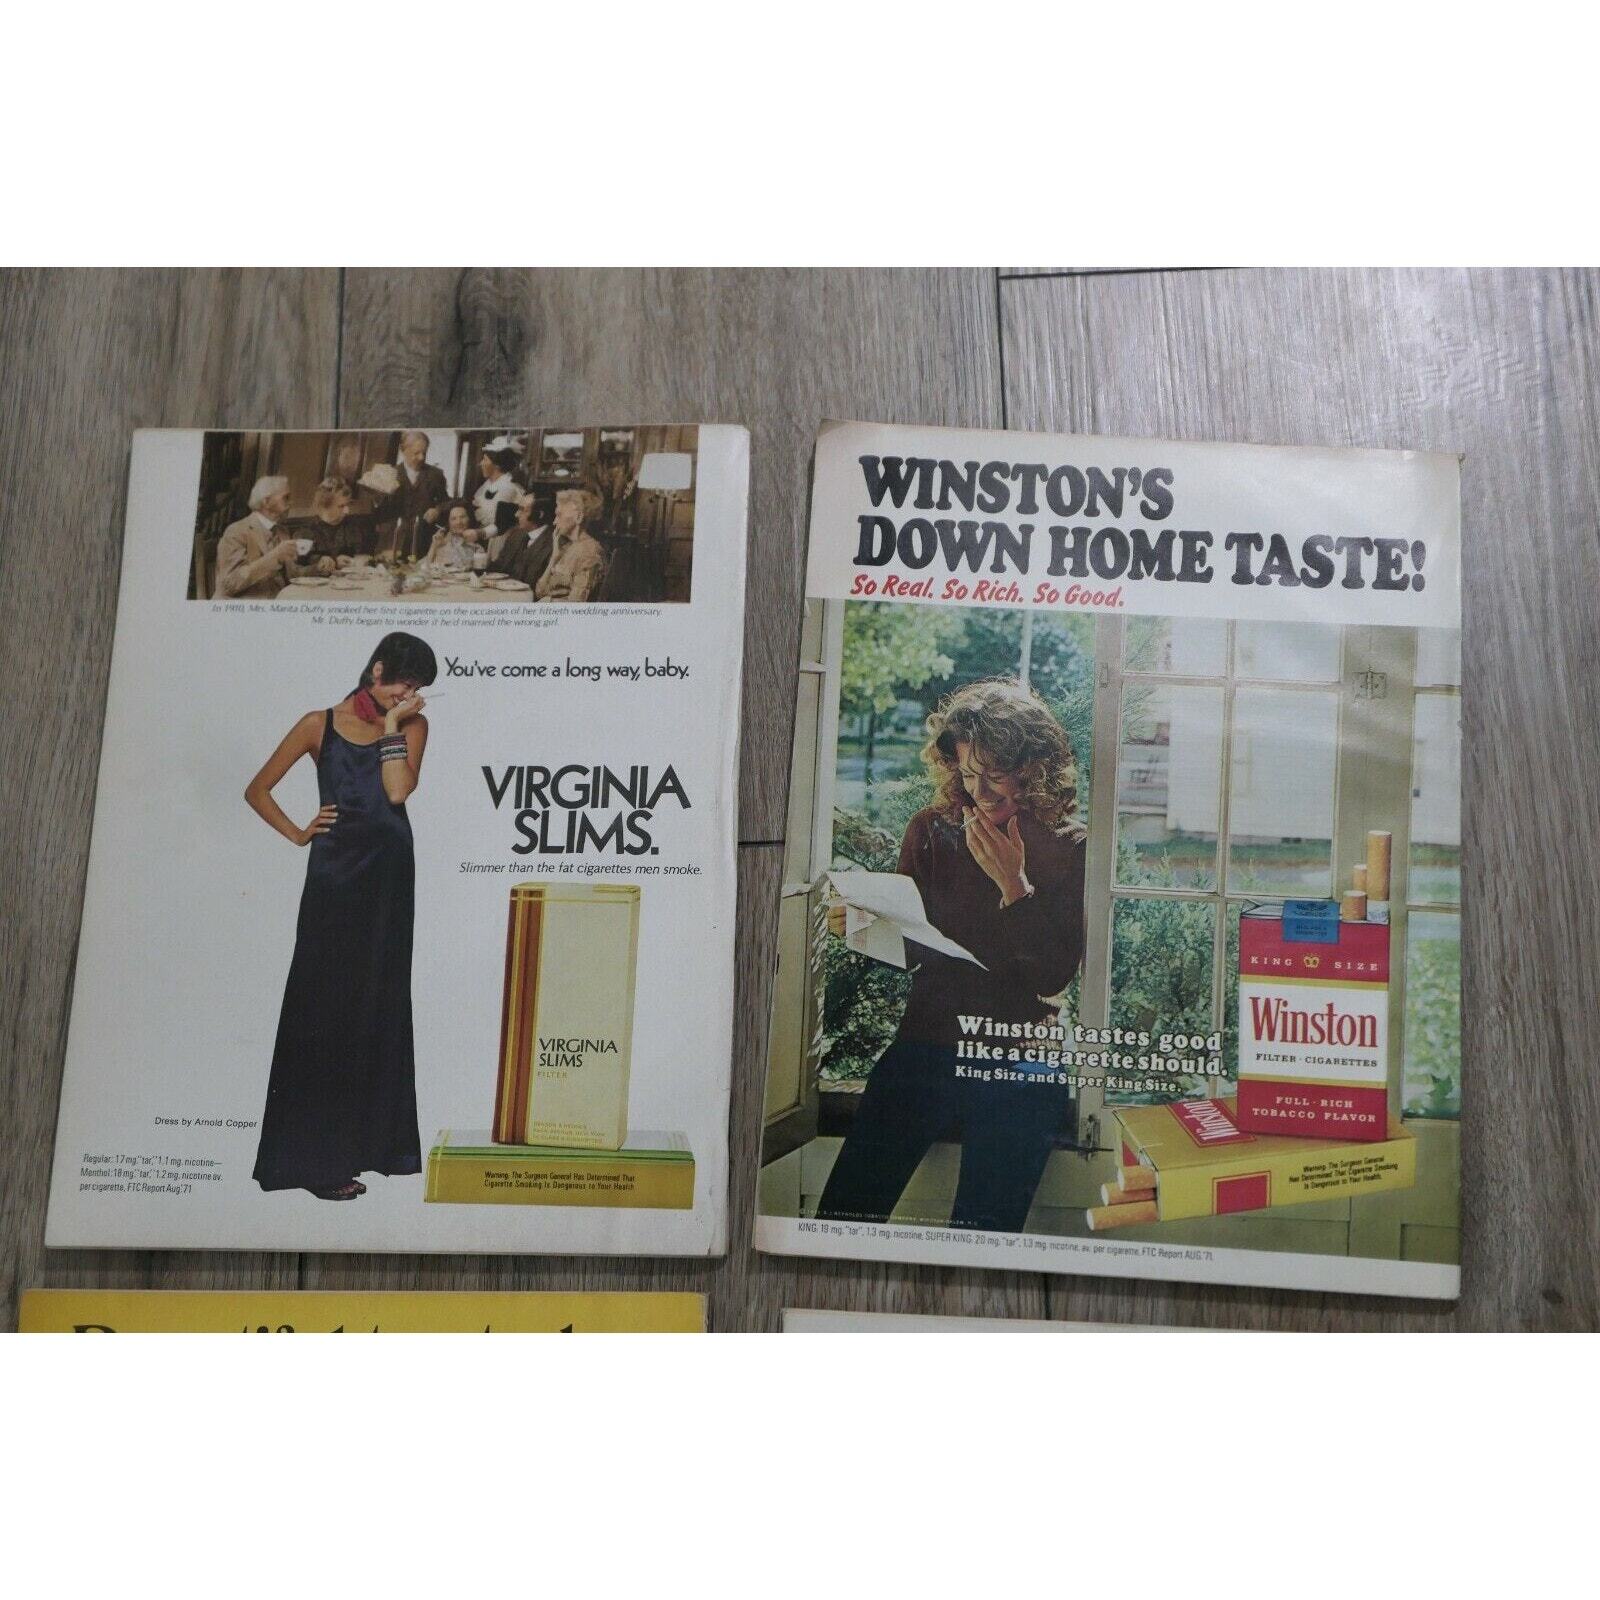 In 1910, Mrs. Marita Duffy smoked her first cigarette on the occasion of her fiftieth wedding anniversary.
Mr. Duffy began to wonder if he'd married the wrong girl.
You've come a long way, baby.
VIRGINIA
SLIMS.
Slimmer than the fat cigarettes men smoke.
VIRGINIA
SLIMS
FILTER
Dress by Arnold Copper
Regular: 17 mg."tar," 1.1 mg. nicotine—
Menthol: 18 mg."tar," 1.2 mg. nicotine av.
per cigarette, FTC Report Aug.'71
Warning: The Surgeon General Has Determined That
Cigarette Smoking Is Dangerous to Your Health
WINSTON'S
DOWN HOME TASTE!
So Real. So Rich. So Good.
Winston tastes good
like a cigarette should.
King Size and Super King Size.
KING SIZE
Winston
FILTER · CIGARETTES
FULL · RICH
TOBACCO FLAVOR
WINSTON
Warning: The Surgeon General
Has Determined That Cigarette Smoking
Is Dangerous to Your Health.
R. J. REYNOLDS TOBACCO COMPANY, WINSTON-SALEM, N.C.
KING: 19 mg. "tar", 1.3 mg. nicotine, SUPER KING: 20 mg. "tar", 1.3 mg. nicotine, av. per cigarette, FTC Report AUG.'71.